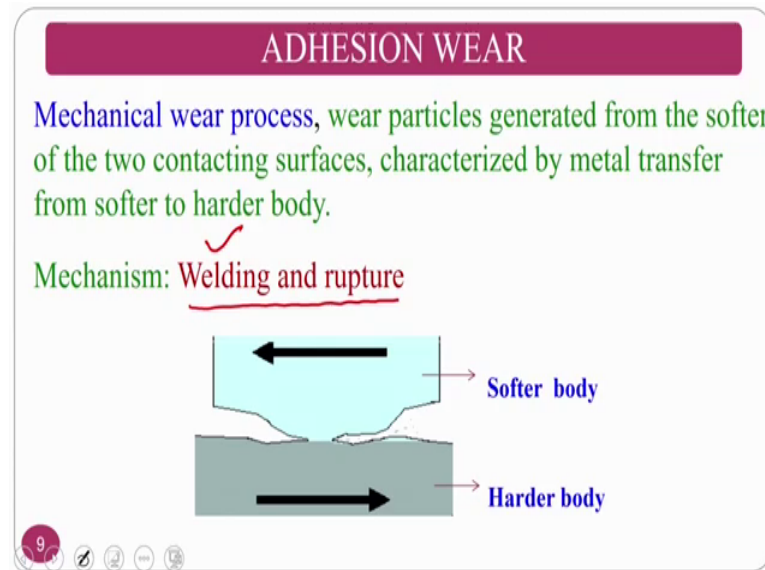 ADHESION WEAR
Mechanical wear process, wear particles generated from the softer
of the two contacting surfaces, characterized by metal transfer
from softer to harder body.
Mechanism: Welding and rupture
Softer body
Harder body
9